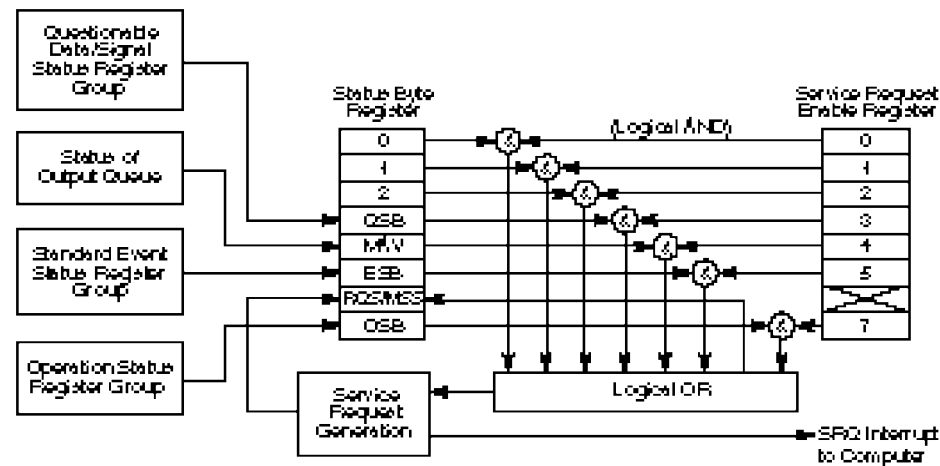 Questionable
Data/Signal
Status Register
Group
Status of
Output Queue
Standard Event
Status Register
Group
Operation Status
Register Group
Status Byte
Register
0
1
2
QSB
MAV
ESB
RQS/MSS
OSB
(Logical AND)
&
&
&
&
&
&
&
Service Request
Enable Register
0
1
2
3
4
5
7
Logical OR
Service
Request
Generation
SRQ Interrupt
to Computer